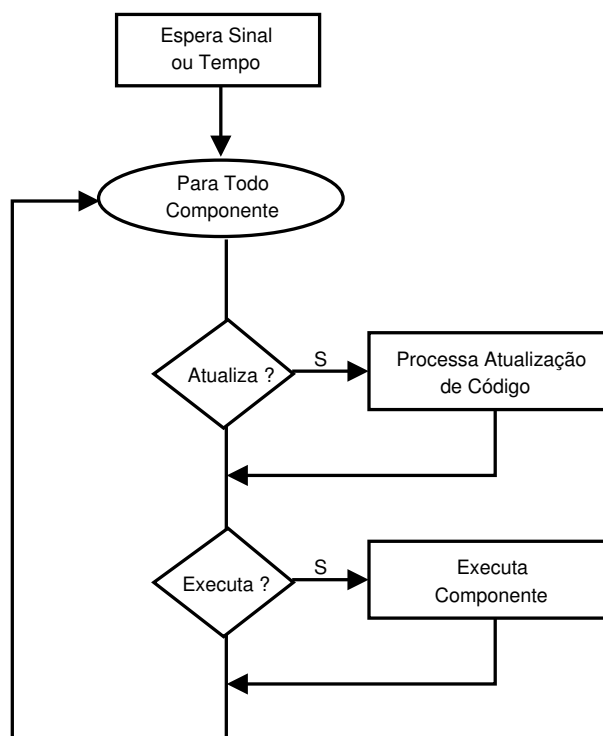 Espera Sinal
ou Tempo
Para Todo
Componente
Atualiza ?
S
Processa Atualização
de Código
Executa ?
S
Executa
Componente